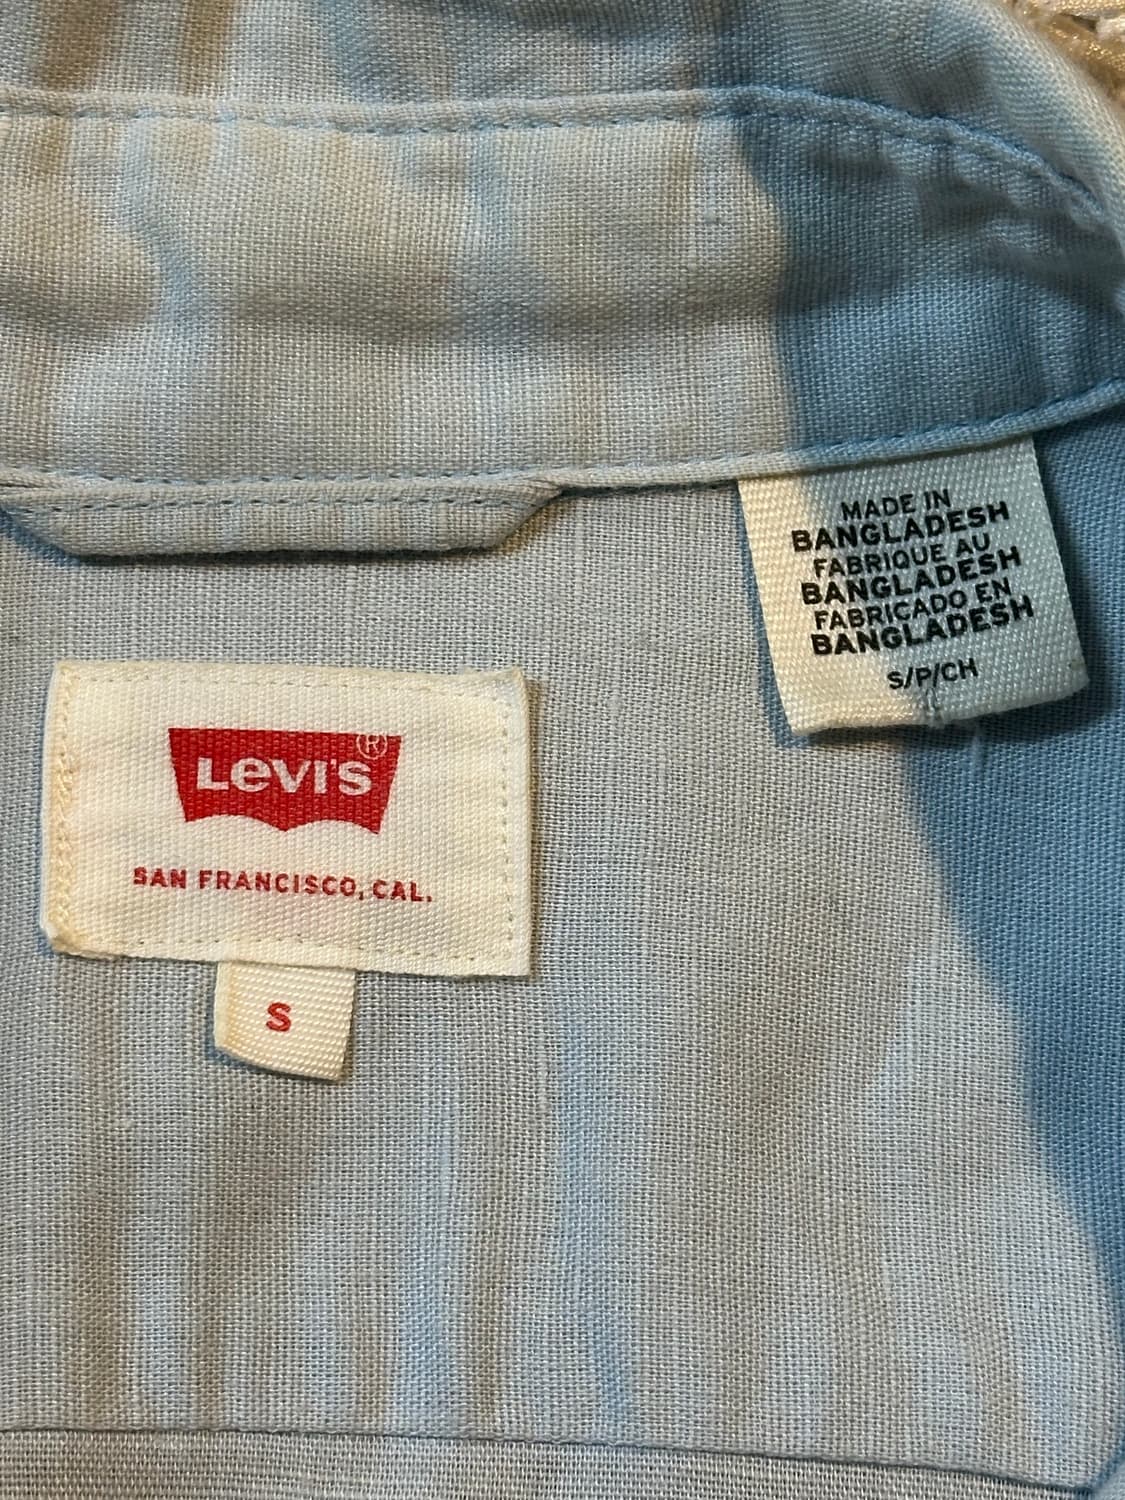 MADE IN
BANGLADESH
FABRIQUE AU
BANGLADESH
FABRICADO EN
BANGLADESH
S/P/CH
LEVI'S®
SAN FRANCISCO, CAL.
S